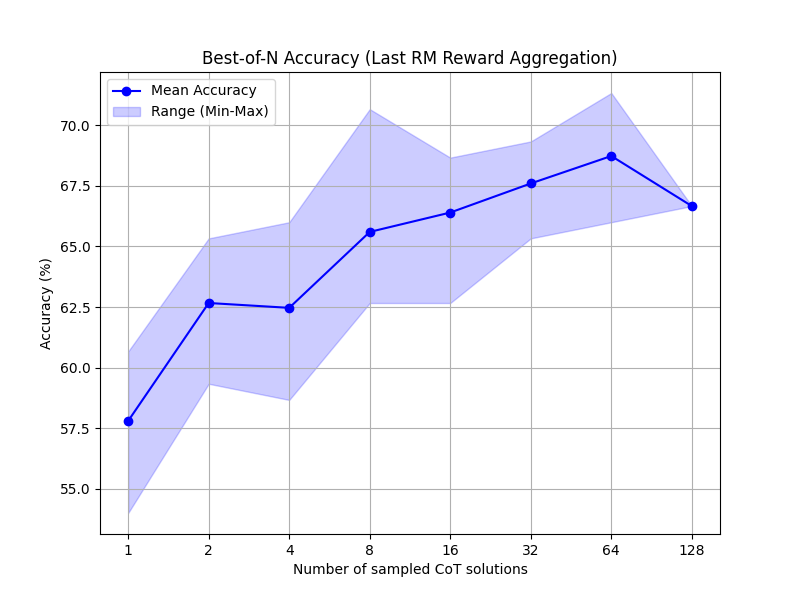 Best-of-N Accuracy (Last RM Reward Aggregation)
Mean Accuracy
Range (Min-Max)
Accuracy (%)
70.0
67.5
65.0
62.5
60.0
57.5
55.0
1 2 4 8 16 32 64 128
Number of sampled CoT solutions